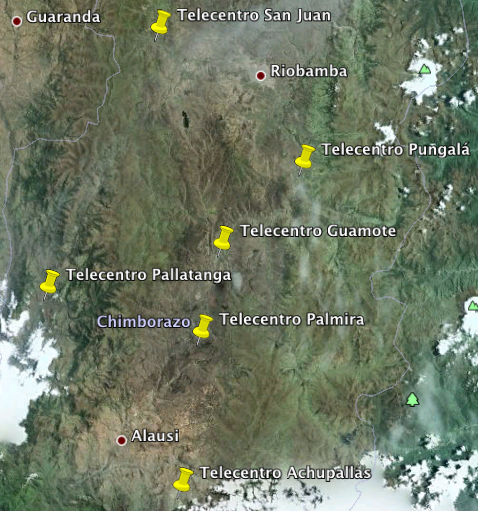 Telecentro San Juan
Guaranda
Riobamba
Telecentro Puñgalá
Telecentro Guamote
Telecentro Pallatanga
Telecentro Palmira
Chimborazo
Alausi
Telecentro Achupallas